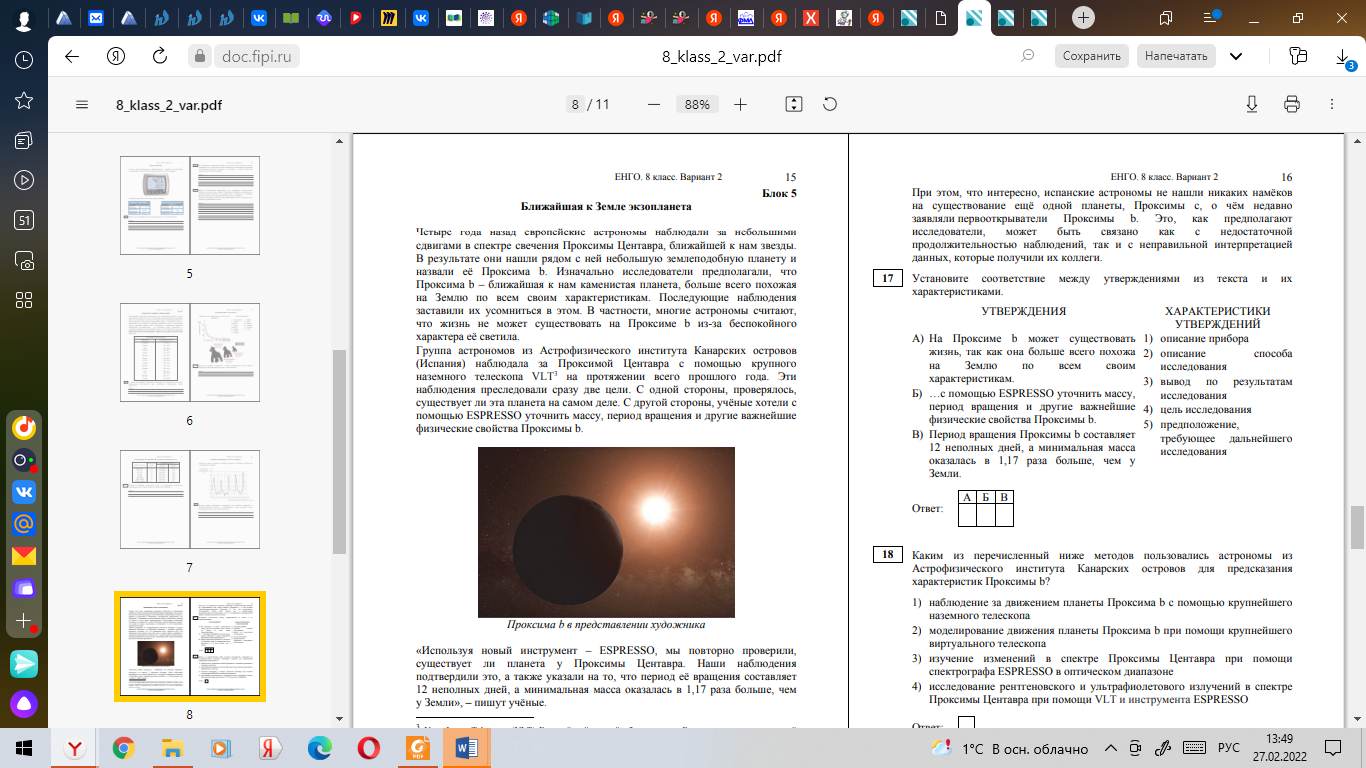 doc.fipi.ru
8_klass_2_var.pdf
Сохранить
Напечатать
3
51
8_klass_2_var.pdf
8 / 11
88%
5
6
7
8
ЕНГО. 8 класс. Вариант 2 15
Блок 5
Ближайшая к Земле экзопланета
Четыре года назад европейские астрономы наблюдали за небольшими
сдвигами в спектре свечения Проксимы Центавра, ближайшей к нам звезды.
В результате они нашли рядом с ней небольшую землеподобную планету и
назвали её Проксима b. Изначально исследователи предполагали, что
Проксима b – ближайшая к нам каменистая планета, больше всего похожая
на Землю по всем своим характеристикам. Последующие наблюдения
заставили их усомниться в этом. В частности, многие астрономы считают,
что жизнь не может существовать на Проксиме b из-за беспокойного
характера её светила.
Группа астрономов из Астрофизического института Канарских островов
(Испания) наблюдала за Проксимой Центавра с помощью крупного
наземного телескопа VLT³ на протяжении всего прошлого года. Эти
наблюдения преследовали сразу две цели. С одной стороны, проверялось,
существует ли эта планета на самом деле. С другой стороны, учёные хотели с
помощью ESPRESSO уточнить массу, период вращения и другие важнейшие
физические свойства Проксимы b.
Проксима b в представлении художника
«Используя новый инструмент – ESPRESSO, мы повторно проверили,
существует ли планета у Проксимы Центавра. Наши наблюдения
подтвердили это, а также указали на то, что период её вращения составляет
12 неполных дней, а минимальная масса оказалась в 1,17 раза больше, чем
у Земли», – пишут учёные.
ЕНГО. 8 класс. Вариант 2 16
При этом, что интересно, испанские астрономы не нашли никаких намёков
на существование ещё одной планеты, Проксимы c, о чём недавно
заявляли первооткрыватели Проксимы b. Это, как предполагают
исследователи, может быть связано как с недостаточной
продолжительностью наблюдений, так и с неправильной интерпретацией
данных, которые получили их коллеги.
17 Установите соответствие между утверждениями из текста и их
характеристиками.
УТВЕРЖДЕНИЯ
А) На Проксиме b может существовать
жизнь, так как она больше всего похожа
на Землю по всем своим
характеристикам.
Б) …с помощью ESPRESSO уточнить массу,
период вращения и другие важнейшие
физические свойства Проксимы b.
В) Период вращения Проксимы b составляет
12 неполных дней, а минимальная масса
оказалась в 1,17 раза больше, чем у
Земли.
ХАРАКТЕРИСТИКИ
УТВЕРЖДЕНИЙ
1) описание прибора
2) описание способа
исследования
3) вывод по результатам
исследования
4) цель исследования
5) предположение,
требующее дальнейшего
исследования
А Б В
Ответ:
18 Каким из перечисленный ниже методов пользовались астрономы из
Астрофизического института Канарских островов для предсказания
характеристик Проксимы b?
1) наблюдение за движением планеты Проксима b с помощью крупнейшего
наземного телескопа
2) моделирование движения планеты Проксима b при помощи крупнейшего
виртуального телескопа
3) изучение изменений в спектре Проксимы Центавра при помощи
спектрографа ESPRESSO в оптическом диапазоне
4) исследование рентгеновского и ультрафиолетового излучений в спектре
Проксимы Центавра при помощи VLT и инструмента ESPRESSO
Ответ:
1°C В осн. облачно
РУС
13:49
27.02.2022